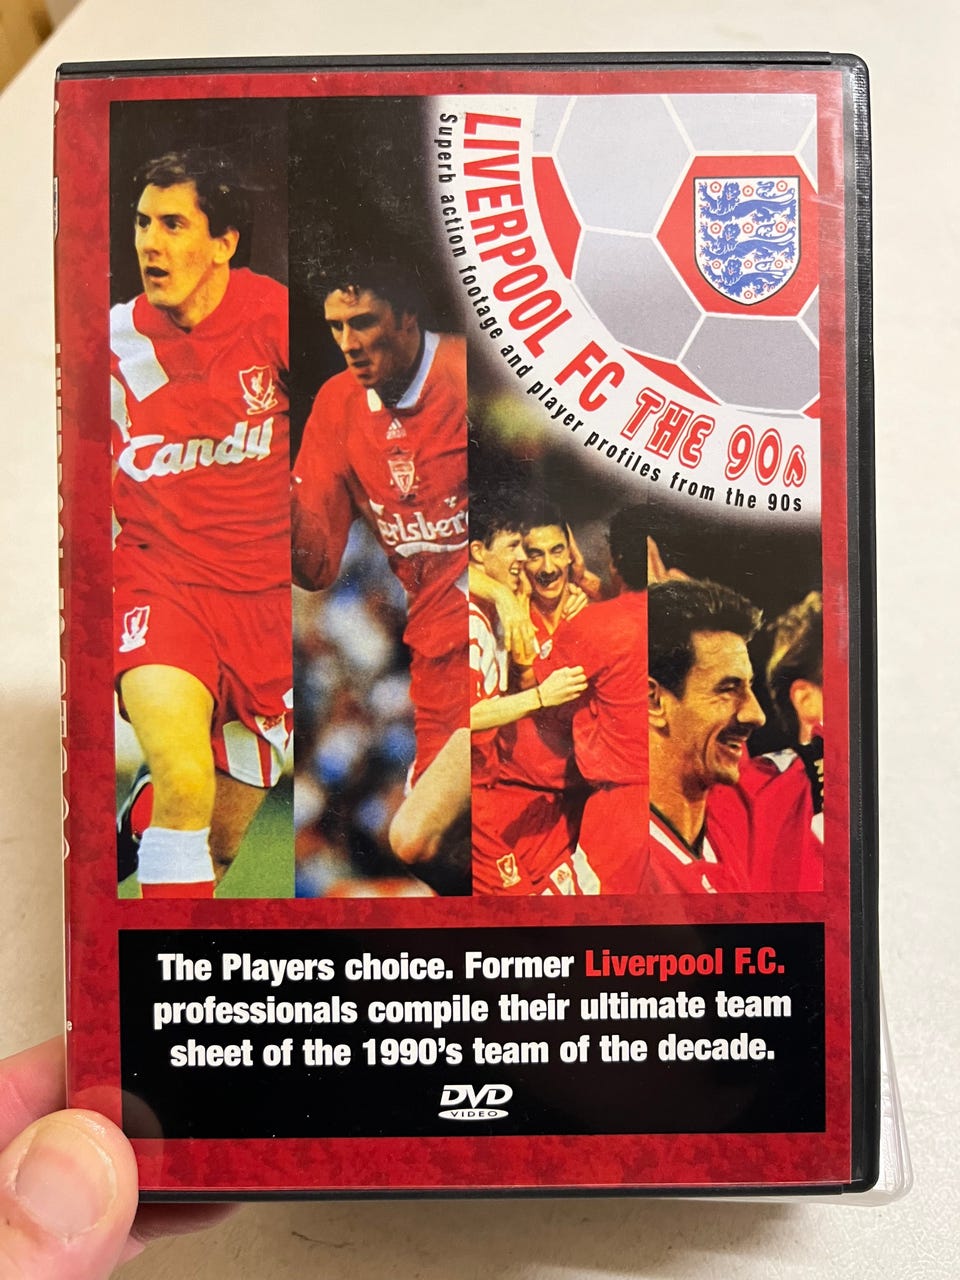 LIVERPOOL FC THE 90s
Superb action footage and player profiles from the 90s
Candy
arlsberg
The Players choice. Former Liverpool F.C.
professionals compile their ultimate team
sheet of the 1990's team of the decade.
DVD
VIDEO